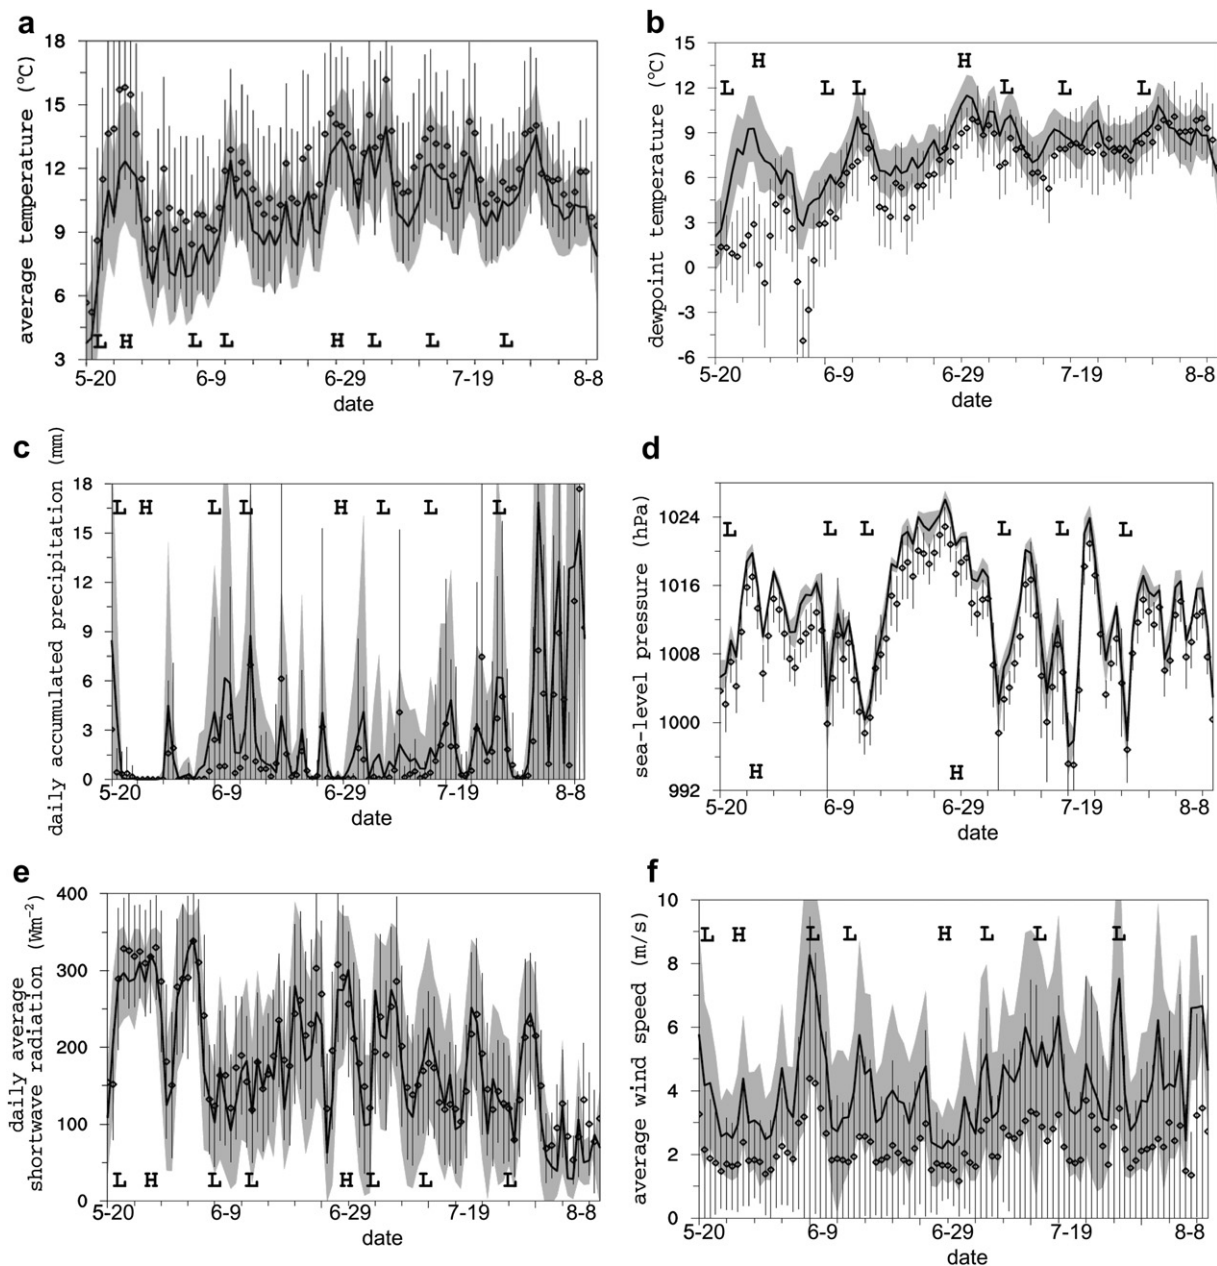 a
average temperature (°C)
18
15
12
9
6
3
L H L L H L L L
5-20 6-9 6-29 7-19 8-8
date
b
dewpoint temperature (°C)
15
12
9
6
3
0
-3
-6
H H
L L L L L L
5-20 6-9 6-29 7-19 8-8
date
c
daily accumulated precipitation (mm)
18
15
12
9
6
3
0
L H L L H L L L
5-20 6-9 6-29 7-19 8-8
date
d
sea-level pressure (hPa)
1024
1016
1008
1000
992
L L L L L L
H H
5-20 6-9 6-29 7-19 8-8
date
e
daily average
shortwave radiation (Wm⁻²)
400
300
200
100
0
L H L L H L L L
5-20 6-9 6-29 7-19 8-8
date
f
average wind speed (m/s)
10
8
6
4
2
0
L H L L H L L L
5-20 6-9 6-29 7-19 8-8
date